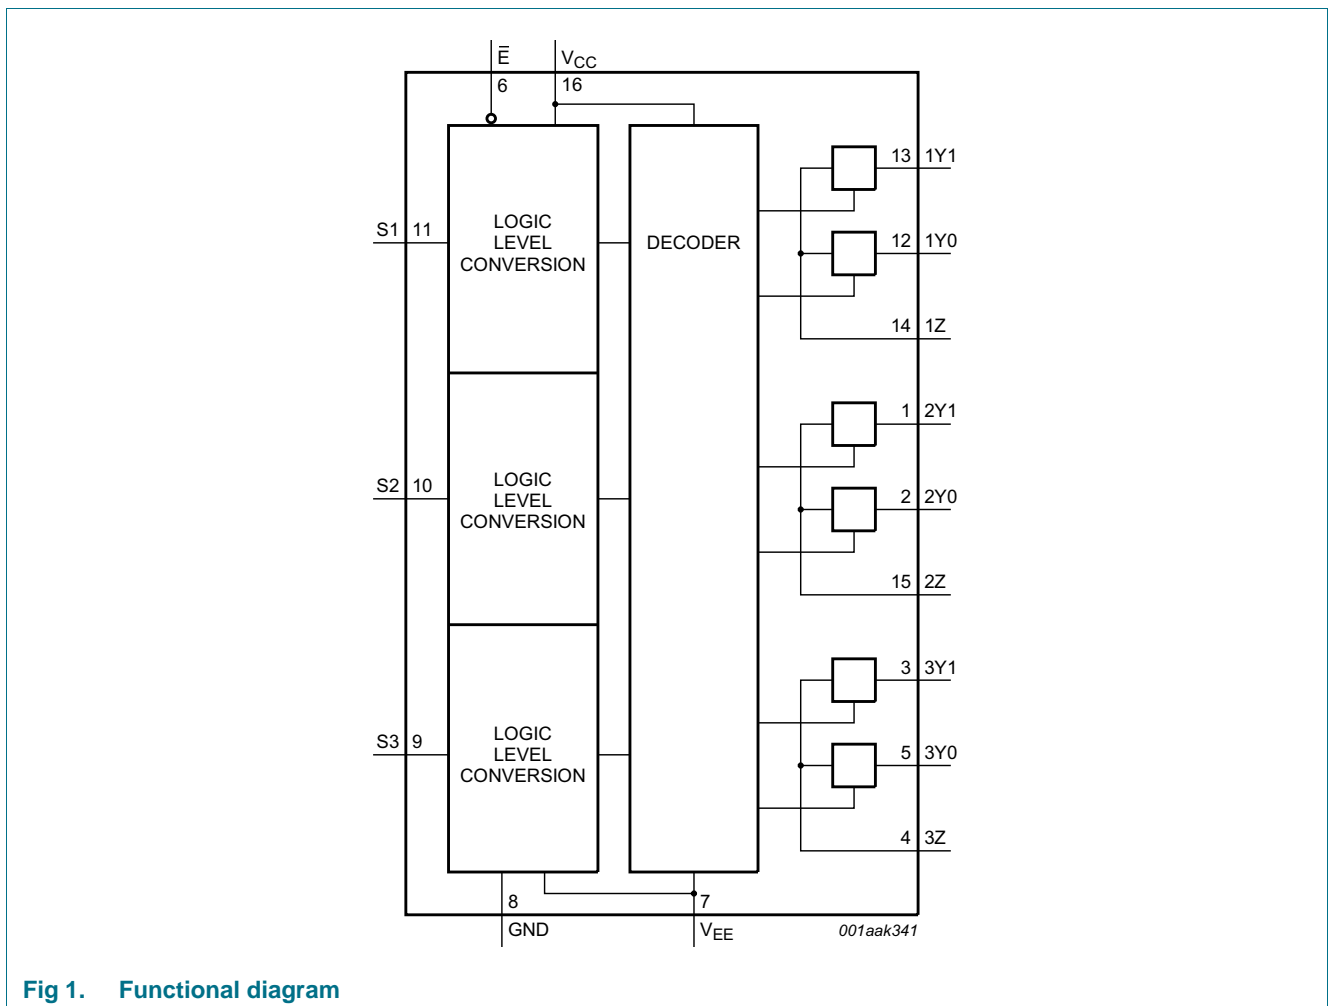 E̅ VCC
6 16
13 1Y1
S1 11
LOGIC
LEVEL
CONVERSION
DECODER
12 1Y0
14 1Z
1 2Y1
S2 10
LOGIC
LEVEL
CONVERSION
2 2Y0
15 2Z
3 3Y1
S3 9
LOGIC
LEVEL
CONVERSION
5 3Y0
4 3Z
8 7
GND VEE 001aak341
Fig 1. Functional diagram